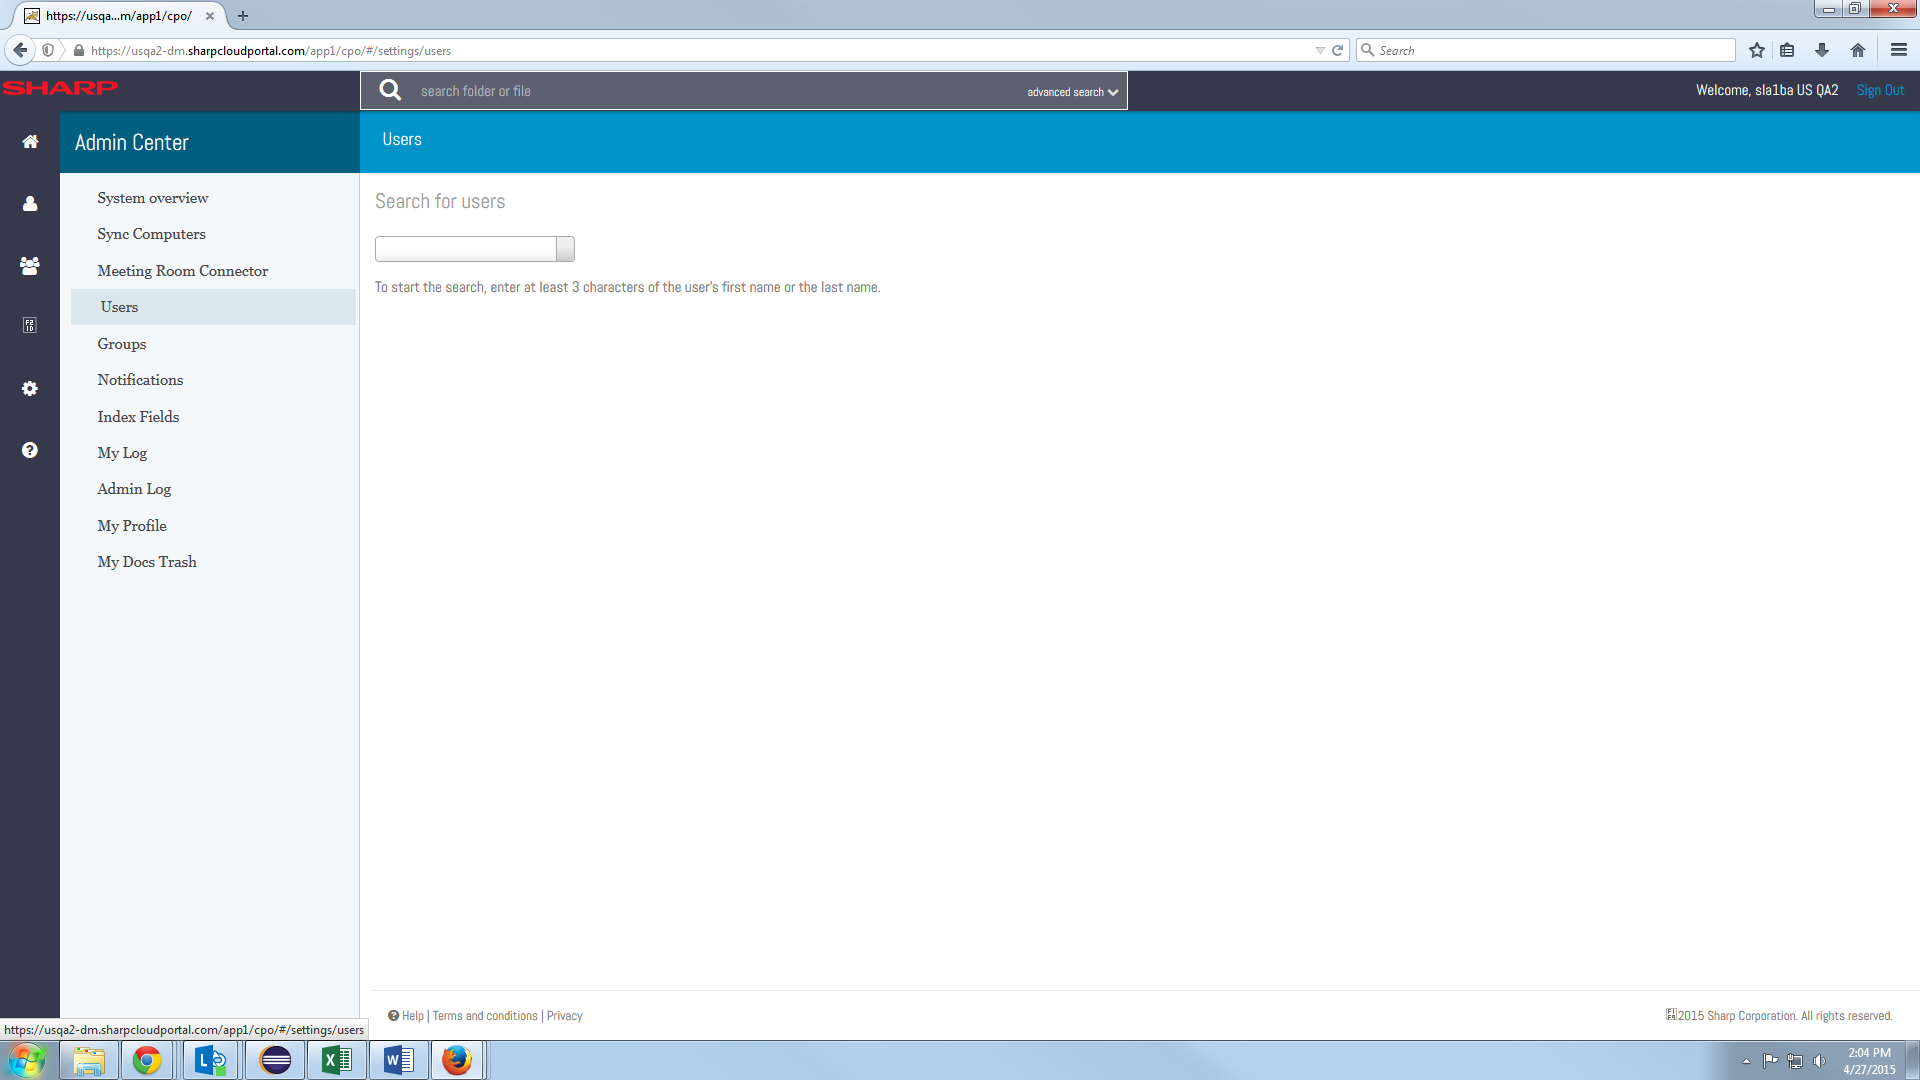 https://usqa...m/app1/cpo/
https://usqa2-dm.sharpcloudportal.com/app1/cpo/#/settings/users
Search
SHARP
search folder or file
advanced search
Welcome, sla1ba US QA2
Sign Out
Admin Center
Users
System overview
Sync Computers
Meeting Room Connector
Users
Groups
Notifications
Index Fields
My Log
Admin Log
My Profile
My Docs Trash
Search for users
To start the search, enter at least 3 characters of the user's first name or the last name.
Help | Terms and conditions | Privacy
2015 Sharp Corporation. All rights reserved.
https://usqa2-dm.sharpcloudportal.com/app1/cpo/#/settings/users
2:04 PM
4/27/2015